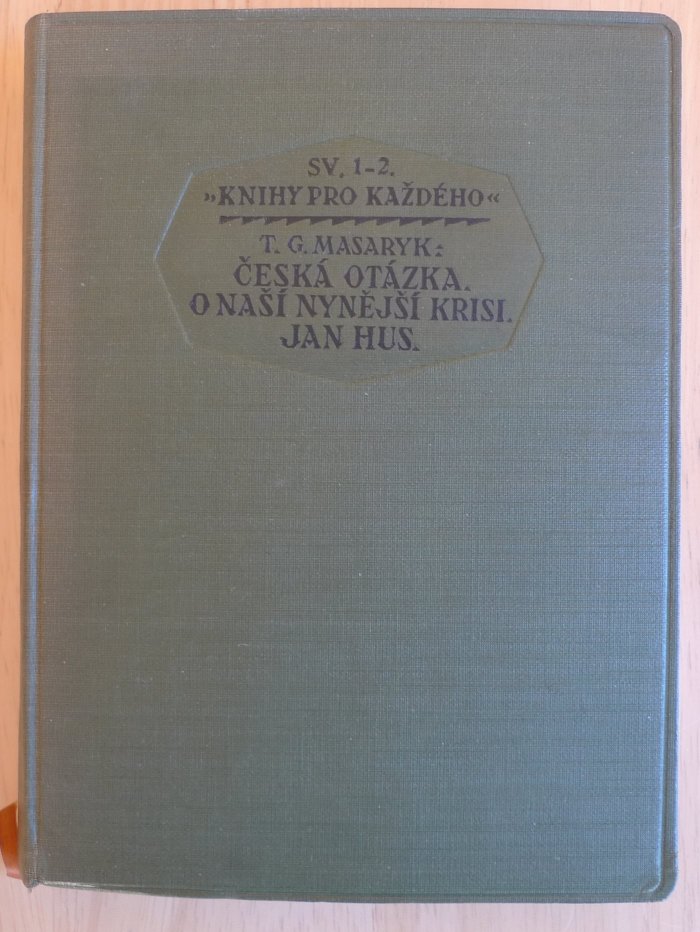 SV. 1-2.
»KNIHY PRO KAŽDÉHO«
T. G. MASARYK:
ČESKÁ OTÁZKA.
O NAŠÍ NYNĚJŠÍ KRISI.
JAN HUS.